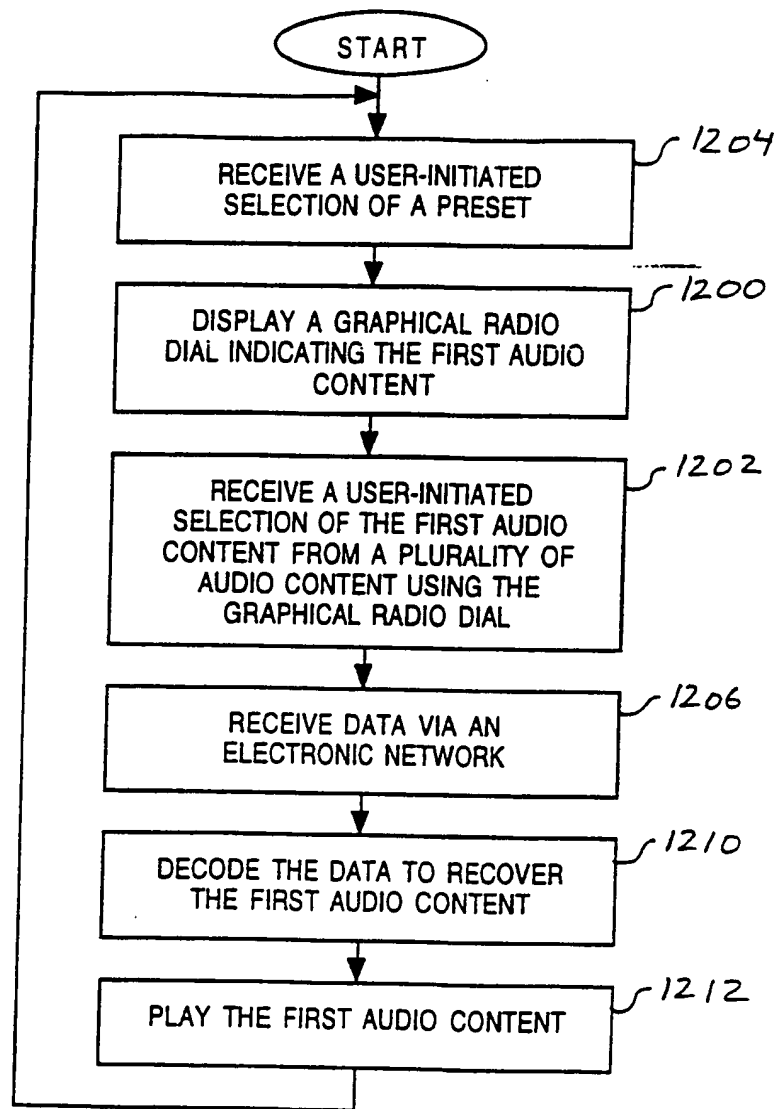 START
1204
RECEIVE A USER-INITIATED
SELECTION OF A PRESET
1200
DISPLAY A GRAPHICAL RADIO
DIAL INDICATING THE FIRST AUDIO
CONTENT
1202
RECEIVE A USER-INITIATED
SELECTION OF THE FIRST AUDIO
CONTENT FROM A PLURALITY OF
AUDIO CONTENT USING THE
GRAPHICAL RADIO DIAL
1206
RECEIVE DATA VIA AN
ELECTRONIC NETWORK
1210
DECODE THE DATA TO RECOVER
THE FIRST AUDIO CONTENT
1212
PLAY THE FIRST AUDIO CONTENT